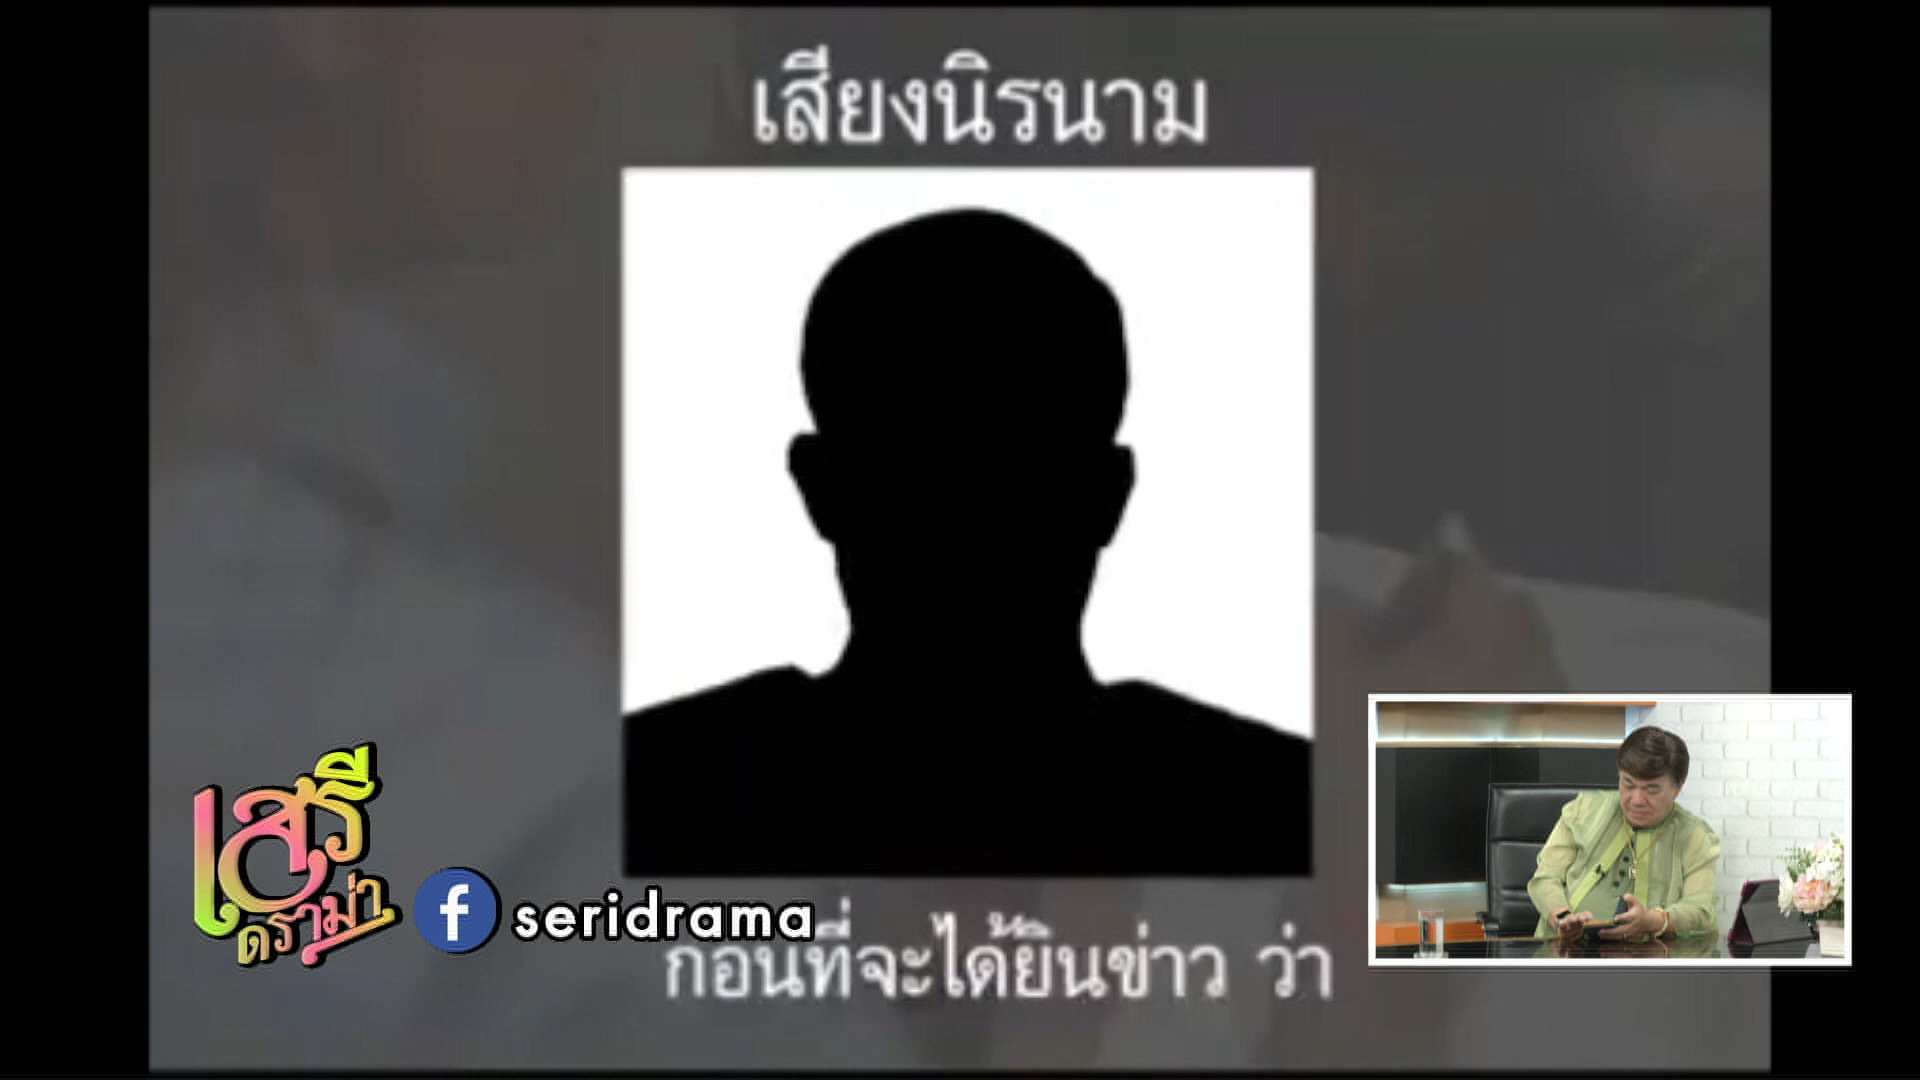 เสียงนิรนาม
เสรี
ดราม่า
f seridrama
ก่อนที่จะได้ยินข่าว ว่า